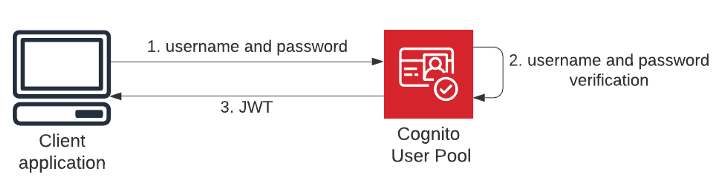 1. username and password
2. username and password
verification
3. JWT
Client
application
Cognito
User Pool